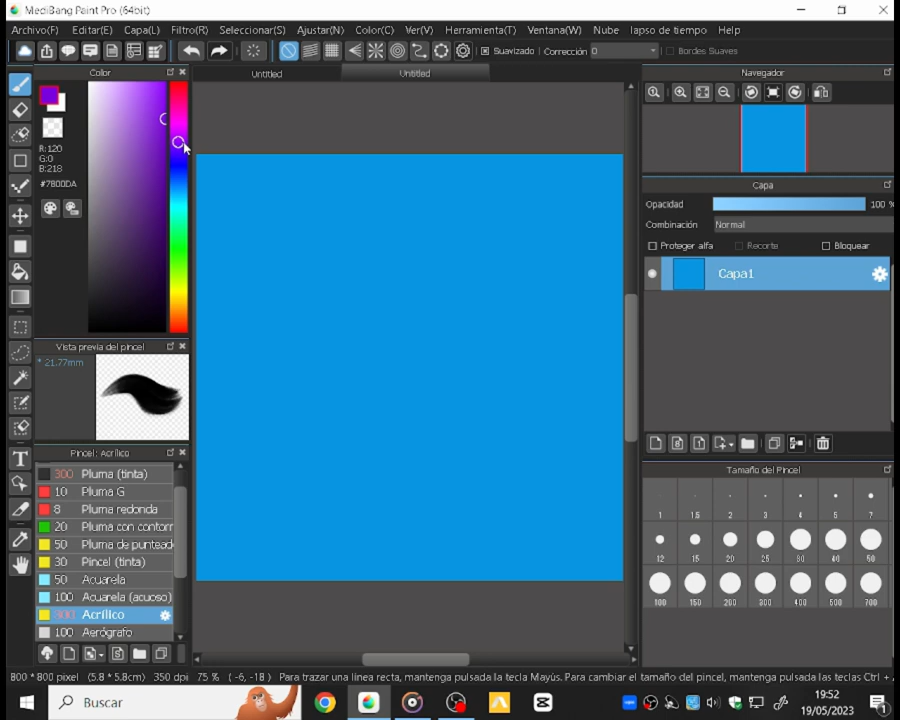 MediBang Paint Pro (64bit)
Archivo(F) Editar(E) Capa(L) Filtro(R) Seleccionar(S) Ajustar(N) Color(C) Ver(V) Herramienta(T) Ventana(W) Nube lapso de tiempo Help
Suavizado Corrección 0 Bordes Suaves
Color
Untitled
Untitled
Navegador
R:120
G:0
B:218
#7800DA
Capa
Opacidad 100 %
Combinación Normal
Proteger alfa Recorte Bloquear
Capa1
Vista previa del pincel
* 21.77mm
Pincel: Acrílico
300 Pluma (tinta)
10 Pluma G
8 Pluma redonda
20 Pluma con contorn
50 Pluma de puntead
30 Pincel (tinta)
50 Acuarela
100 Acuarela (acuoso)
300 Acrílico
100 Aerógrafo
Tamaño del Pincel
1 1.5 2 3 4 5 7
12 15 20 25 30 40 50
100 150 200 300 400 500 700
800 * 800 pixel (5.8 * 5.8cm) 350 dpi 75 % ( -6, -18 ) Para trazar una línea recta, mantenga pulsada la tecla Mayús. Para cambiar el tamaño del pincel, mantenga pulsada las teclas Ctrl +
Buscar
19:52
19/05/2023
1